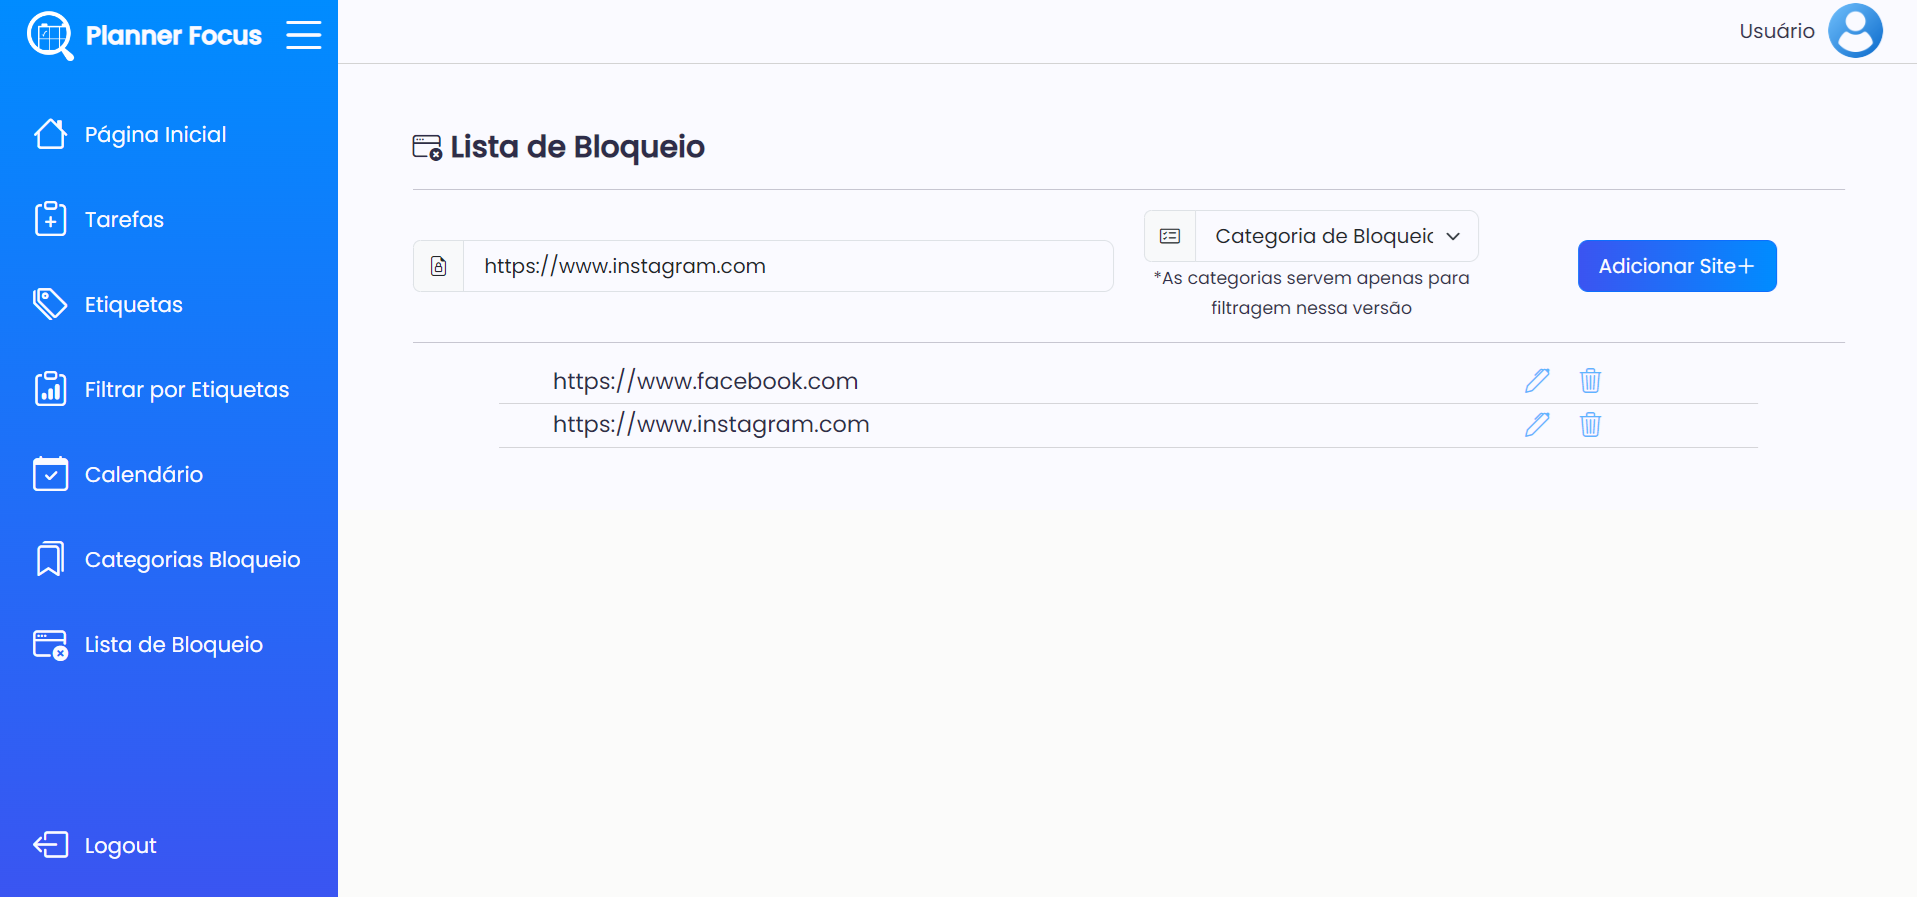 Planner Focus
Usuário
Página Inicial
Tarefas
Etiquetas
Filtrar por Etiquetas
Calendário
Categorias Bloqueio
Lista de Bloqueio
Logout
Lista de Bloqueio
https://www.instagram.com
Categoria de Bloqueio
*As categorias servem apenas para
filtragem nessa versão
Adicionar Site+
https://www.facebook.com
https://www.instagram.com